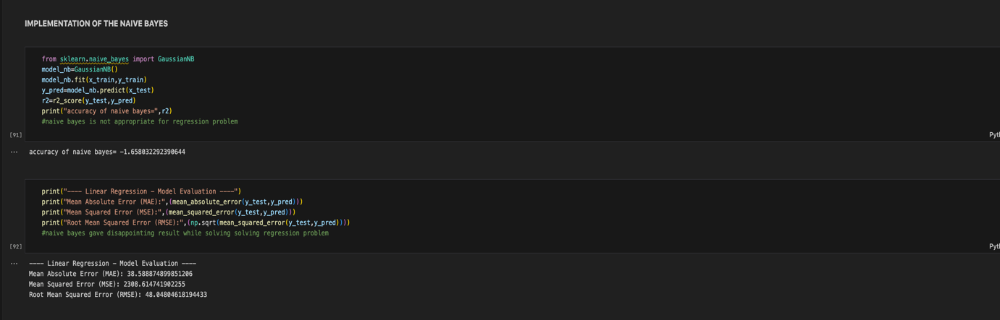 IMPLEMENTATION OF THE NAIVE BAYES
from sklearn.naive_bayes import GaussianNB
model_nb=GaussianNB()
model_nb.fit(x_train,y_train)
y_pred=model_nb.predict(x_test)
r2=r2_score(y_test,y_pred)
print("accuracy of naive bayes=",r2)
#naive bayes is not appropriate for regression problem
[91]
Pyth
... accuracy of naive bayes= -1.658032292390644
print("---- Linear Regression - Model Evaluation ----")
print("Mean Absolute Error (MAE):",(mean_absolute_error(y_test,y_pred)))
print("Mean Squared Error (MSE):",(mean_squared_error(y_test,y_pred)))
print("Root Mean Squared Error (RMSE):",(np.sqrt(mean_squared_error(y_test,y_pred))))
#naive bayes gave disappointing result while solving solving regression problem
[92]
Pyth
... ---- Linear Regression - Model Evaluation ----
Mean Absolute Error (MAE): 38.588874899851206
Mean Squared Error (MSE): 2308.614741902255
Root Mean Squared Error (RMSE): 48.04804618194433